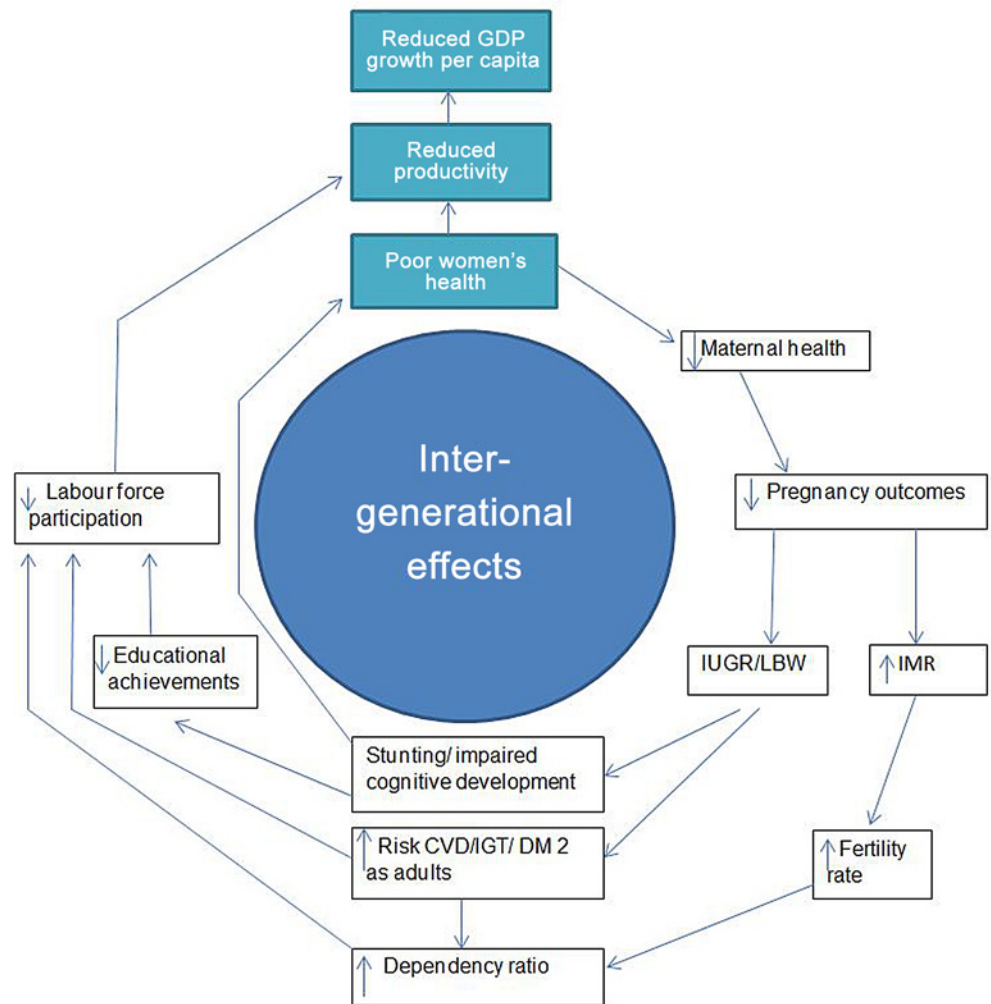 Reduced GDP
growth per capita
Reduced
productivity
Poor women's
health
↓ Maternal health
Inter-
generational
effects
↓ Labour force
participation
↓ Pregnancy outcomes
↓ Educational
achievements
IUGR/LBW
↑ IMR
Stunting/ impaired
cognitive development
↑ Risk CVD/IGT/ DM 2
as adults
↑ Fertility
rate
↑ Dependency ratio